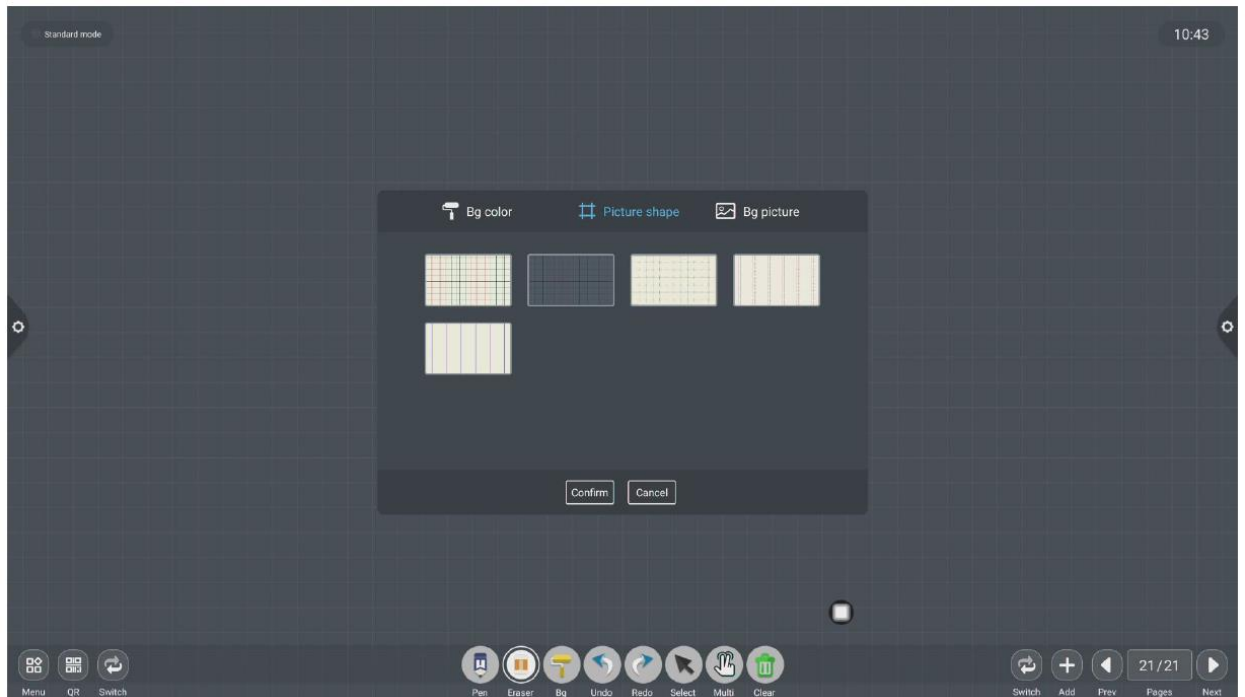 Standard mode
10:43
Bg color
Picture shape
Bg picture
Confirm
Cancel
Menu
QR
Switch
Pen
Eraser
Bg
Undo
Redo
Select
Multi
Clear
Switch
Add
Prev
21/21
Pages
Next